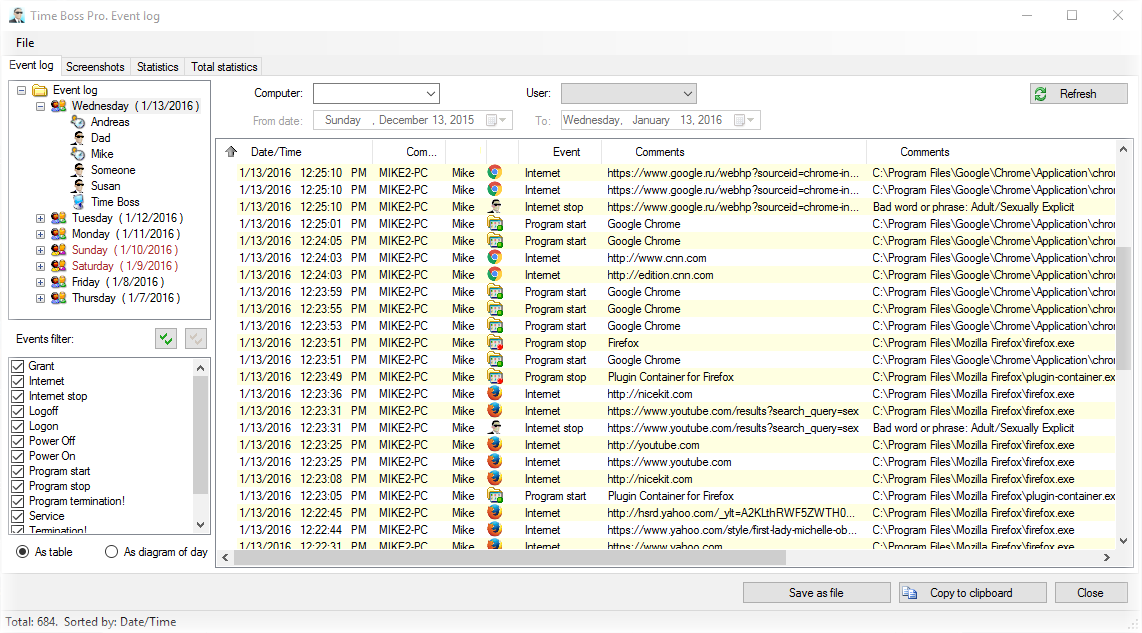 Time Boss Pro. Event log
File
Event log Screenshots Statistics Total statistics
Event log
Wednesday ( 1/13/2016 )
Andreas
Dad
Mike
Someone
Susan
Time Boss
Tuesday ( 1/12/2016 )
Monday ( 1/11/2016 )
Sunday ( 1/10/2016 )
Saturday ( 1/9/2016 )
Friday ( 1/8/2016 )
Thursday ( 1/7/2016 )
Events filter:
Grant
Internet
Internet stop
Logoff
Logon
Power Off
Power On
Program start
Program stop
Program termination!
Service
Termination!
As table As diagram of day
Computer: User: Refresh
From date: Sunday , December 13, 2015 To: Wednesday, January 13, 2016
Date/Time Com... Event Comments Comments
1/13/2016 12:25:10 PM MIKE2-PC Mike Internet https://www.google.ru/webhp?sourceid=chrome-in... C:\Program Files\Google\Chrome\Application\chro
1/13/2016 12:25:10 PM MIKE2-PC Mike Internet https://www.google.ru/webhp?sourceid=chrome-in... C:\Program Files\Google\Chrome\Application\chro
1/13/2016 12:25:10 PM MIKE2-PC Mike Internet stop https://www.google.ru/webhp?sourceid=chrome-in... Bad word or phrase: Adult/Sexually Explicit
1/13/2016 12:25:01 PM MIKE2-PC Mike Program start Google Chrome C:\Program Files\Google\Chrome\Application\chro
1/13/2016 12:24:05 PM MIKE2-PC Mike Program start Google Chrome C:\Program Files\Google\Chrome\Application\chro
1/13/2016 12:24:03 PM MIKE2-PC Mike Internet http://www.cnn.com C:\Program Files\Google\Chrome\Application\chro
1/13/2016 12:24:03 PM MIKE2-PC Mike Internet http://edition.cnn.com C:\Program Files\Google\Chrome\Application\chro
1/13/2016 12:23:59 PM MIKE2-PC Mike Program start Google Chrome C:\Program Files\Google\Chrome\Application\chro
1/13/2016 12:23:55 PM MIKE2-PC Mike Program start Google Chrome C:\Program Files\Google\Chrome\Application\chro
1/13/2016 12:23:53 PM MIKE2-PC Mike Program start Google Chrome C:\Program Files\Google\Chrome\Application\chro
1/13/2016 12:23:51 PM MIKE2-PC Mike Program stop Firefox C:\Program Files\Mozilla Firefox\firefox.exe
1/13/2016 12:23:51 PM MIKE2-PC Mike Program start Google Chrome C:\Program Files\Google\Chrome\Application\chro
1/13/2016 12:23:49 PM MIKE2-PC Mike Program stop Plugin Container for Firefox C:\Program Files\Mozilla Firefox\plugin-container.ex
1/13/2016 12:23:36 PM MIKE2-PC Mike Internet http://nicekit.com C:\Program Files\Mozilla Firefox\firefox.exe
1/13/2016 12:23:31 PM MIKE2-PC Mike Internet https://www.youtube.com/results?search_query=sex C:\Program Files\Mozilla Firefox\firefox.exe
1/13/2016 12:23:31 PM MIKE2-PC Mike Internet stop https://www.youtube.com/results?search_query=sex Bad word or phrase: Adult/Sexually Explicit
1/13/2016 12:23:25 PM MIKE2-PC Mike Internet http://youtube.com C:\Program Files\Mozilla Firefox\firefox.exe
1/13/2016 12:23:25 PM MIKE2-PC Mike Internet https://www.youtube.com C:\Program Files\Mozilla Firefox\firefox.exe
1/13/2016 12:23:08 PM MIKE2-PC Mike Internet http://nicekit.com C:\Program Files\Mozilla Firefox\firefox.exe
1/13/2016 12:23:05 PM MIKE2-PC Mike Program start Plugin Container for Firefox C:\Program Files\Mozilla Firefox\plugin-container.ex
1/13/2016 12:22:45 PM MIKE2-PC Mike Internet http://hsrd.yahoo.com/_ylt=A2KLthRWF5ZWTH0... C:\Program Files\Mozilla Firefox\firefox.exe
1/13/2016 12:22:44 PM MIKE2-PC Mike Internet https://www.yahoo.com/style/first-lady-michelle-ob... C:\Program Files\Mozilla Firefox\firefox.exe
1/13/2016 12:22:31 PM MIKE2-PC Mike Internet https://www.yahoo.com C:\Program Files\Mozilla Firefox\firefox.exe
Save as file Copy to clipboard Close
Total: 684. Sorted by: Date/Time